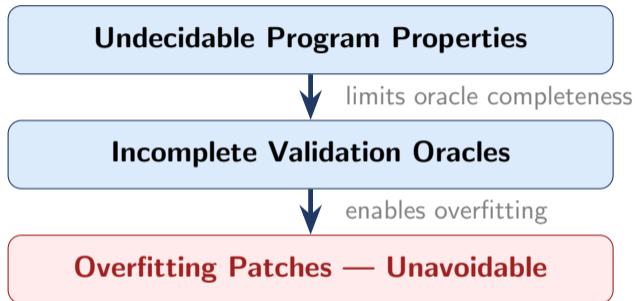 Undecidable Program Properties
limits oracle completeness
Incomplete Validation Oracles
enables overfitting
Overfitting Patches — Unavoidable